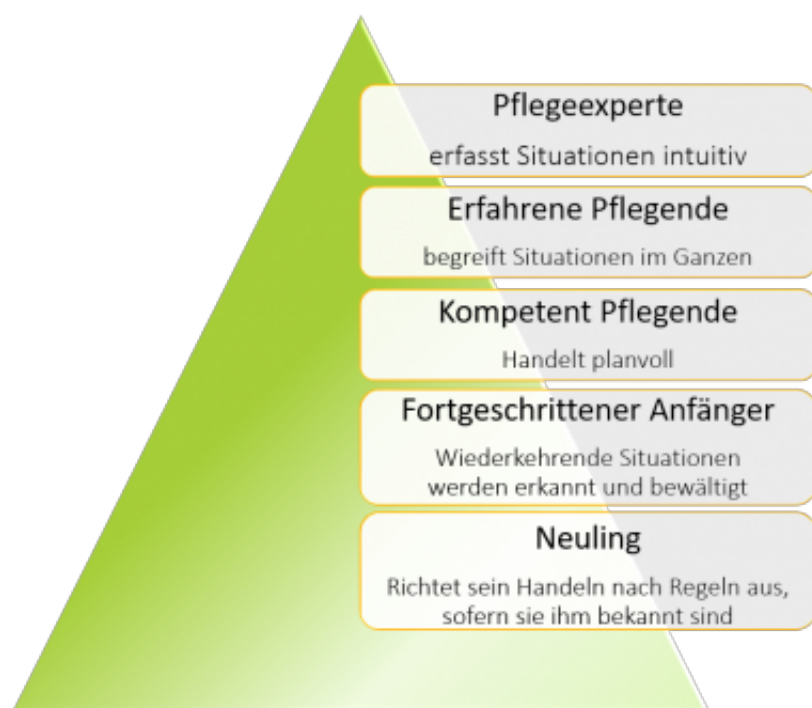 Pflegeexperte
erfasst Situationen intuitiv
Erfahrene Pflegende
begreift Situationen im Ganzen
Kompetent Pflegende
Handelt planvoll
Fortgeschrittener Anfänger
Wiederkehrende Situationen
werden erkannt und bewältigt
Neuling
Richtet sein Handeln nach Regeln aus,
sofern sie ihm bekannt sind